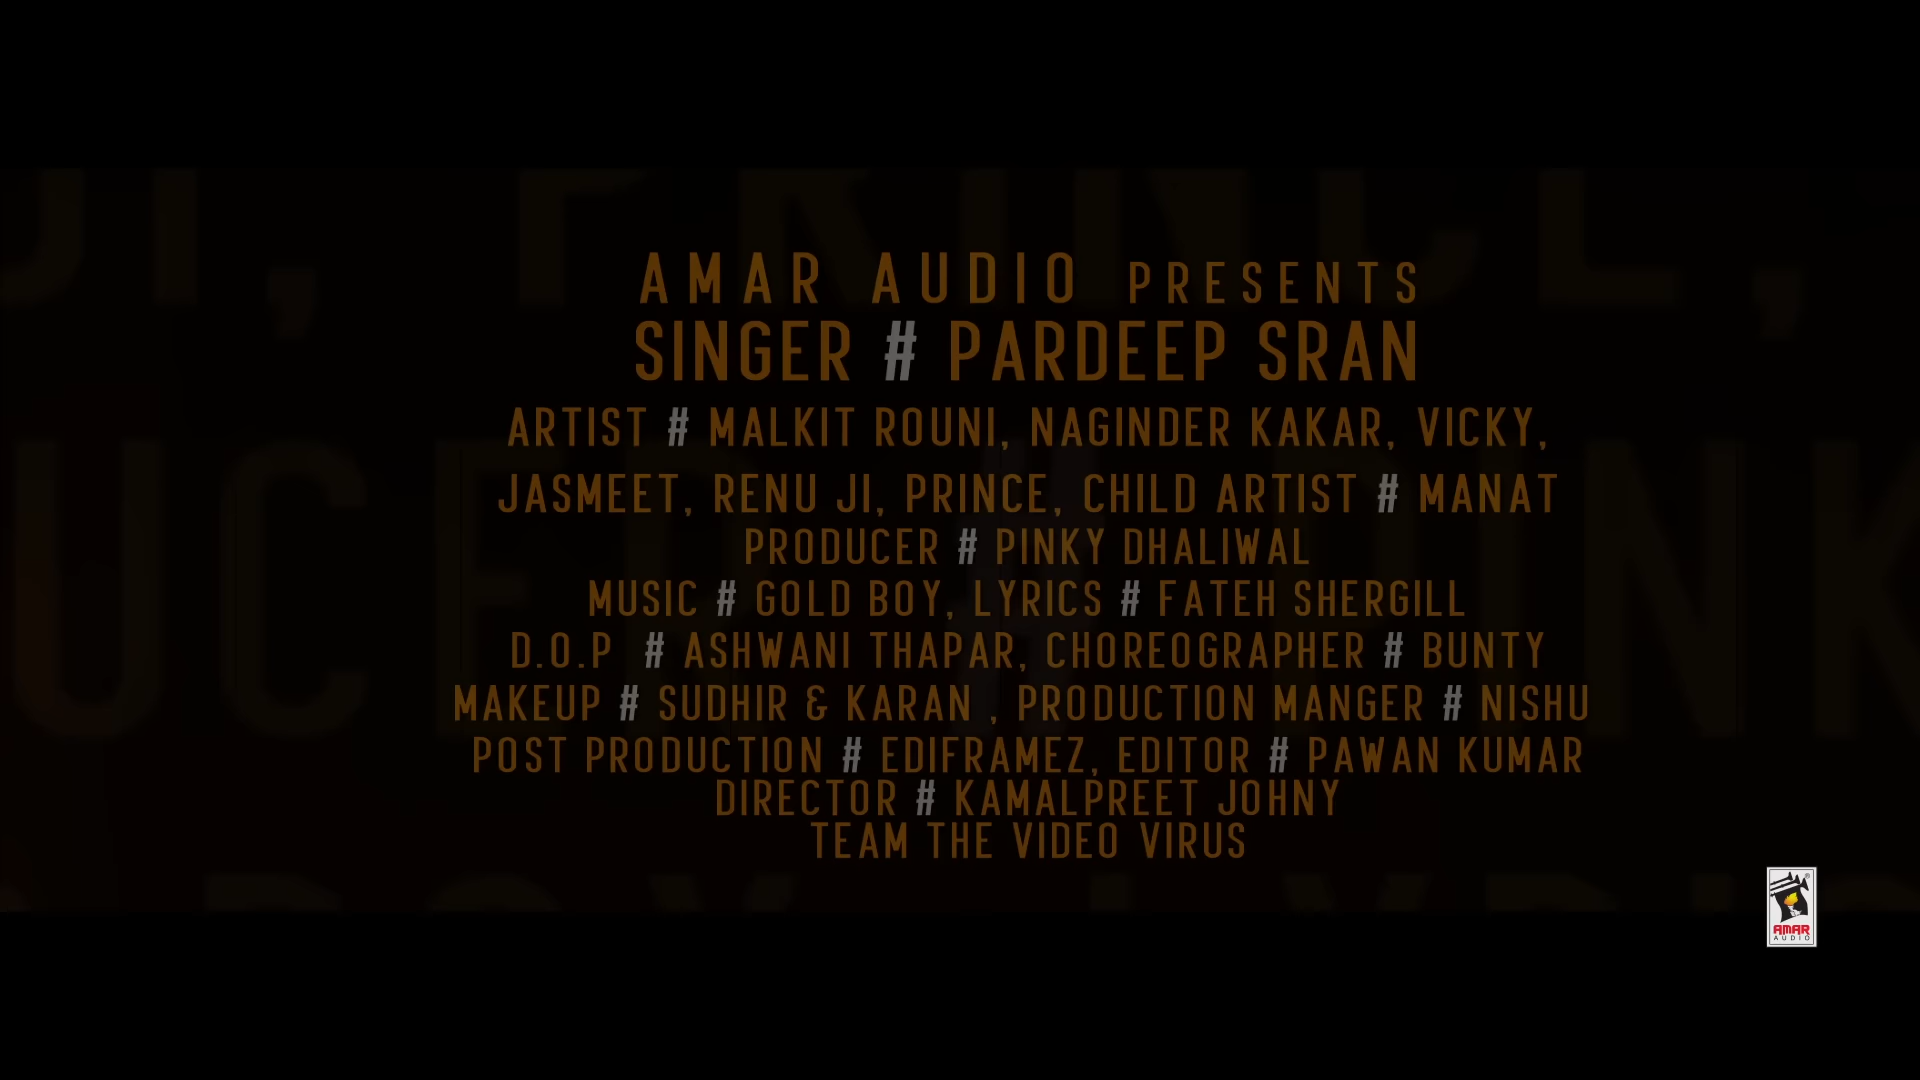 AMAR AUDIO PRESENTS
SINGER # PARDEEP SRAN
ARTIST # MALKIT ROUNI, NAGINDER KAKAR, VICKY,
JASMEET, RENU JI, PRINCE, CHILD ARTIST # MANAT
PRODUCER # PINKY DHALIWAL
MUSIC # GOLD BOY, LYRICS # FATEH SHERGILL
D.O.P # ASHWANI THAPAR, CHOREOGRAPHER # BUNTY
MAKEUP # SUDHIR & KARAN , PRODUCTION MANGER # NISHU
POST PRODUCTION # EDIFRAMEZ, EDITOR # PAWAN KUMAR
DIRECTOR # KAMALPREET JOHNY
TEAM THE VIDEO VIRUS
AMAR
AUDIO